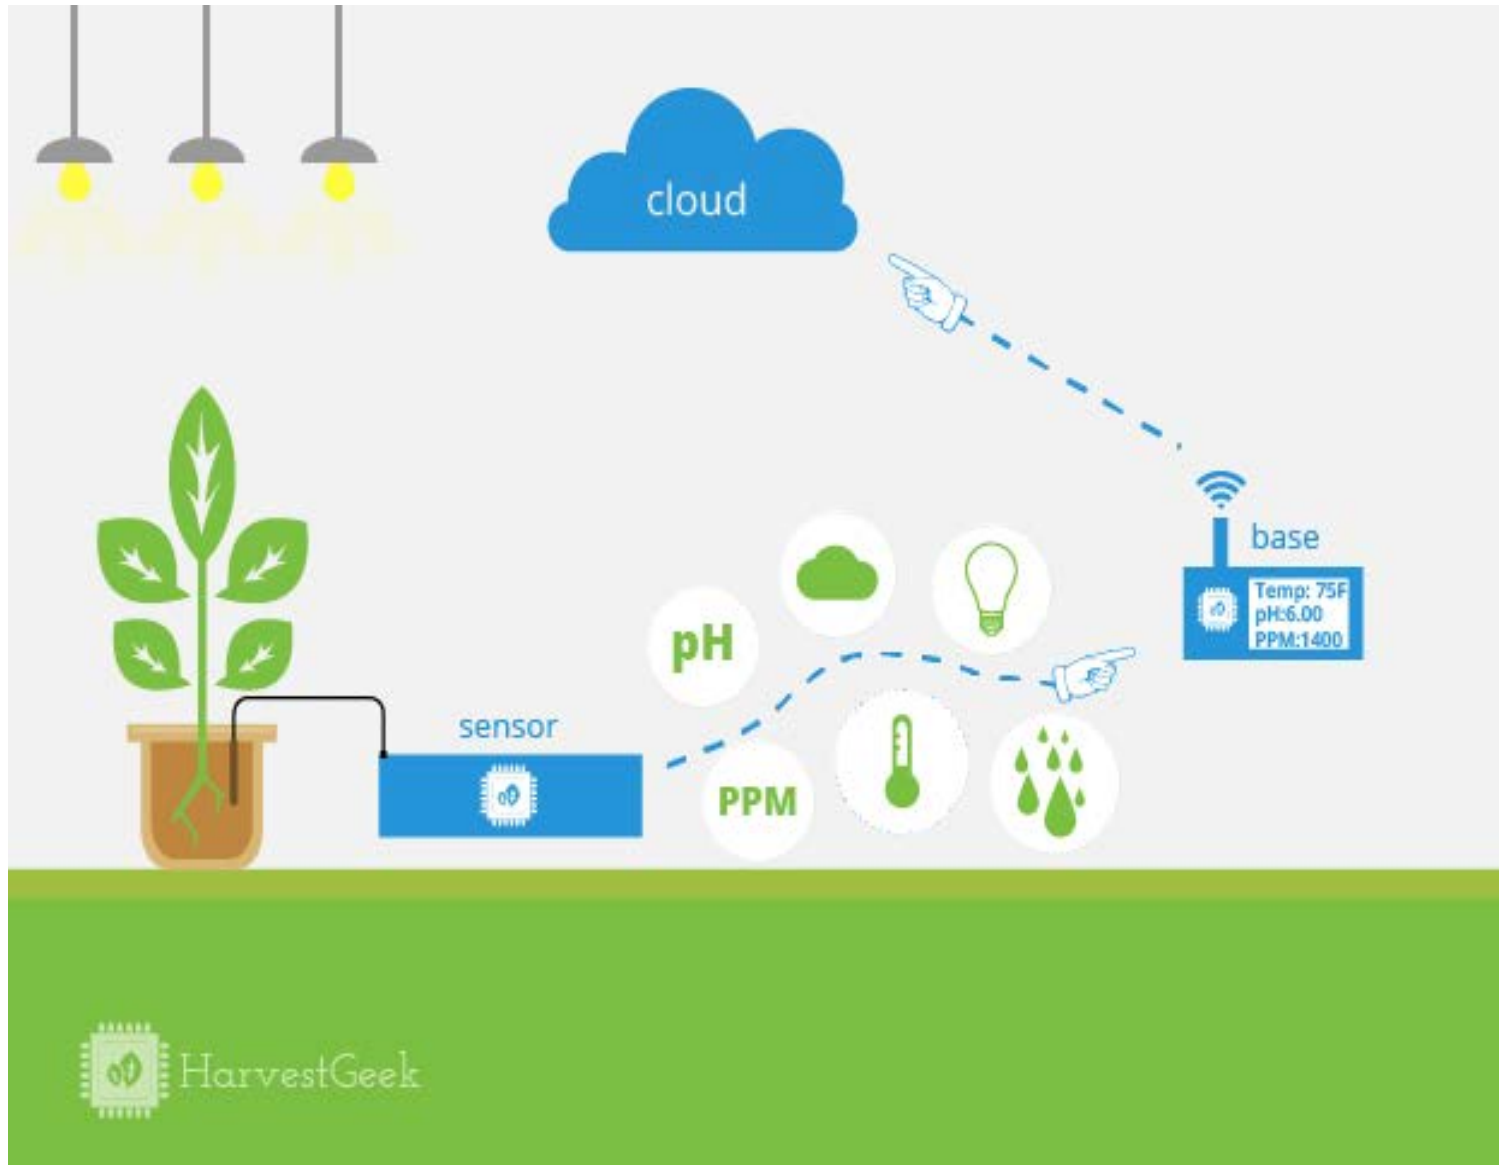 cloud
base
Temp: 75F
pH:6.00
PPM:1400
pH
sensor
PPM
HarvestGeek